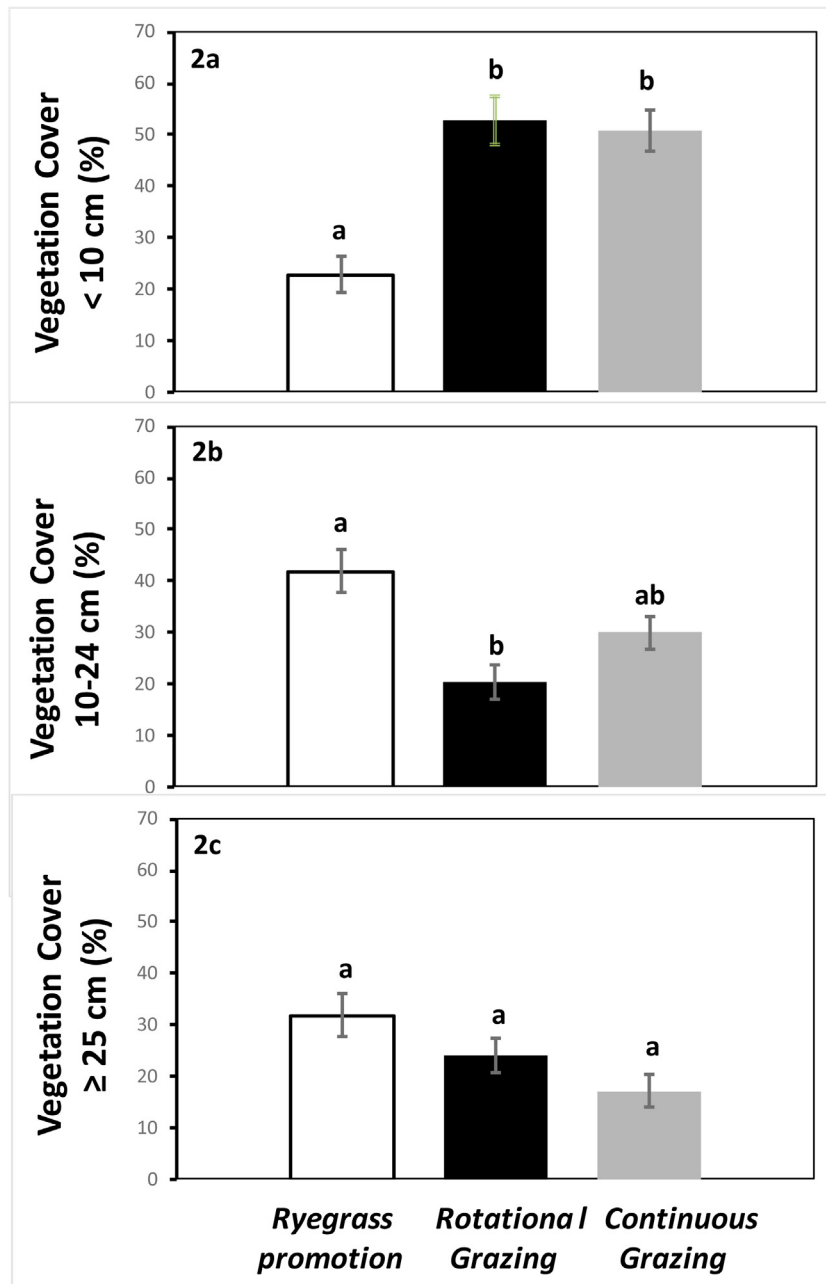 70
60
50
40
30
20
10
0
Vegetation Cover
< 10 cm (%)
2a
a
b
b
70
60
50
40
30
20
10
0
Vegetation Cover
10-24 cm (%)
2b
a
b
ab
70
60
50
40
30
20
10
0
Vegetation Cover
≥ 25 cm (%)
2c
a
a
a
Ryegrass
promotion
Rotational
Grazing
Continuous
Grazing